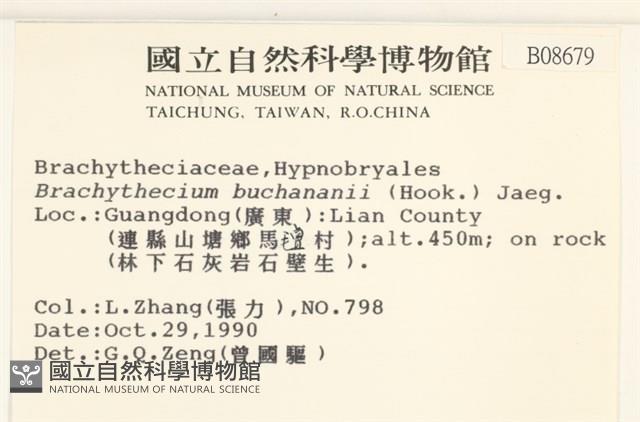 國立自然科學博物館
B08679
NATIONAL MUSEUM OF NATURAL SCIENCE
TAICHUNG, TAIWAN, R.O.CHINA
Brachytheciaceae,Hypnobryales
Brachythecium buchananii (Hook.) Jaeg.
Loc.:Guangdong(廣東):Lian County
(連縣山塘鄉馬村);alt.450m; on rock
(林下石灰岩石壁生).
Col.:L.Zhang(張力),NO.798
Date:Oct.29,1990
Det.:G.Q.Zeng(曾國驅)
國立自然科學博物館
NATIONAL MUSEUM OF NATURAL SCIENCE